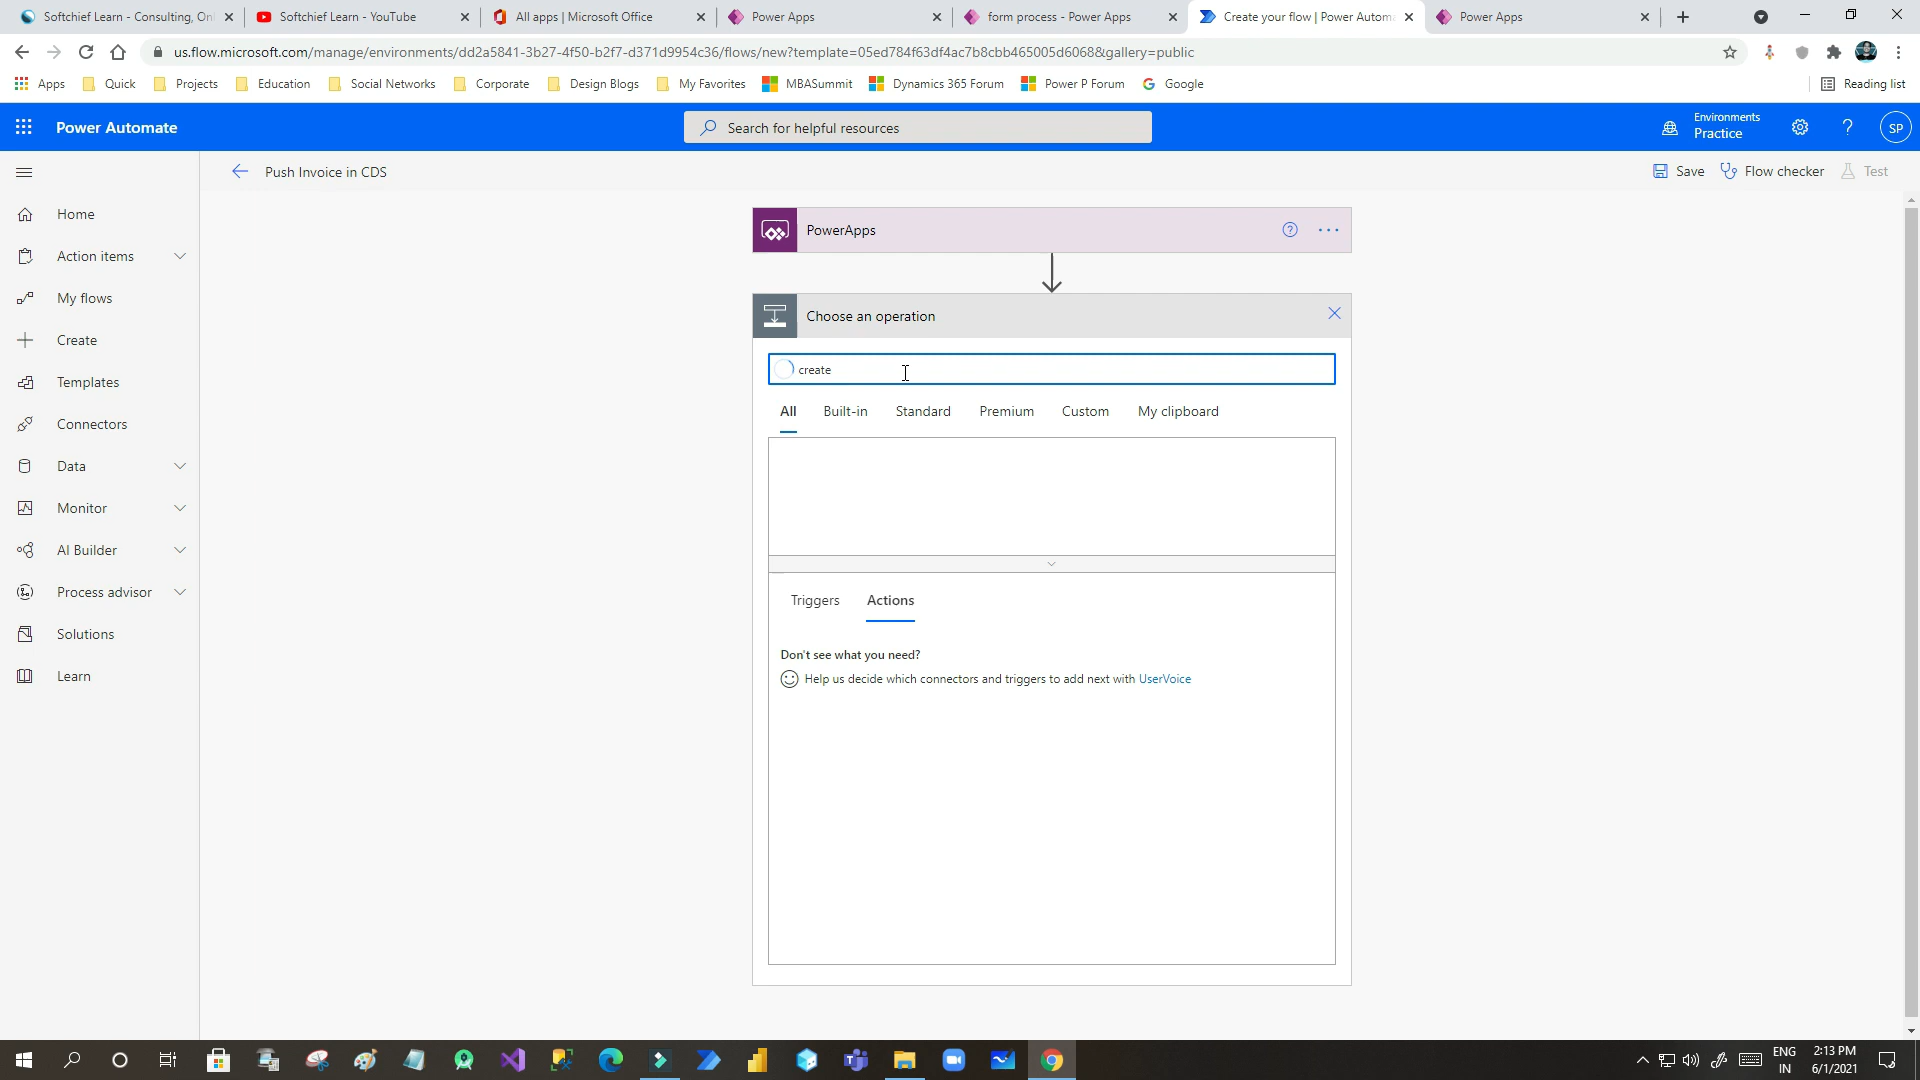 Softchief Learn - Consulting, On
Softchief Learn - YouTube
All apps | Microsoft Office
Power Apps
form process - Power Apps
Create your flow | Power Autom
Power Apps
us.flow.microsoft.com/manage/environments/dd2a5841-3b27-4f50-b2f7-d371d9954c36/flows/new?template=05ed784f63df4ac7b8cbb465005d6068&gallery=public
Apps
Quick
Projects
Education
Social Networks
Corporate
Design Blogs
My Favorites
MBASummit
Dynamics 365 Forum
Power P Forum
Google
Reading list
Power Automate
Search for helpful resources
Environments
Practice
SP
Push Invoice in CDS
Save
Flow checker
Test
Home
Action items
My flows
Create
Templates
Connectors
Data
Monitor
AI Builder
Process advisor
Solutions
Learn
PowerApps
Choose an operation
create
All
Built-in
Standard
Premium
Custom
My clipboard
Triggers
Actions
Don't see what you need?
Help us decide which connectors and triggers to add next with UserVoice
ENG
IN
2:13 PM
6/1/2021